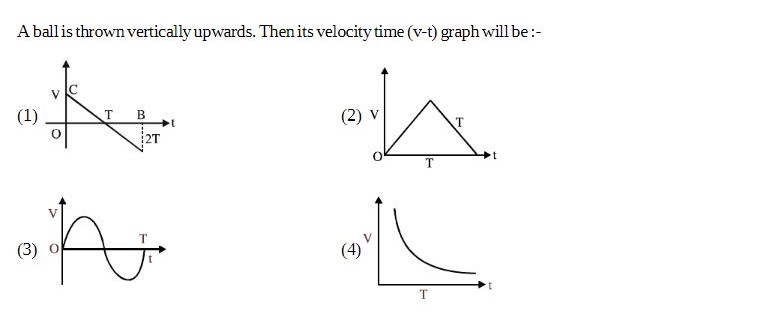 A ball is thrown vertically upwards. Then its velocity time (v-t) graph will be :-
(1) V C O T B t 2T
(2) V O T T t
(3) V O T t
(4) V T t